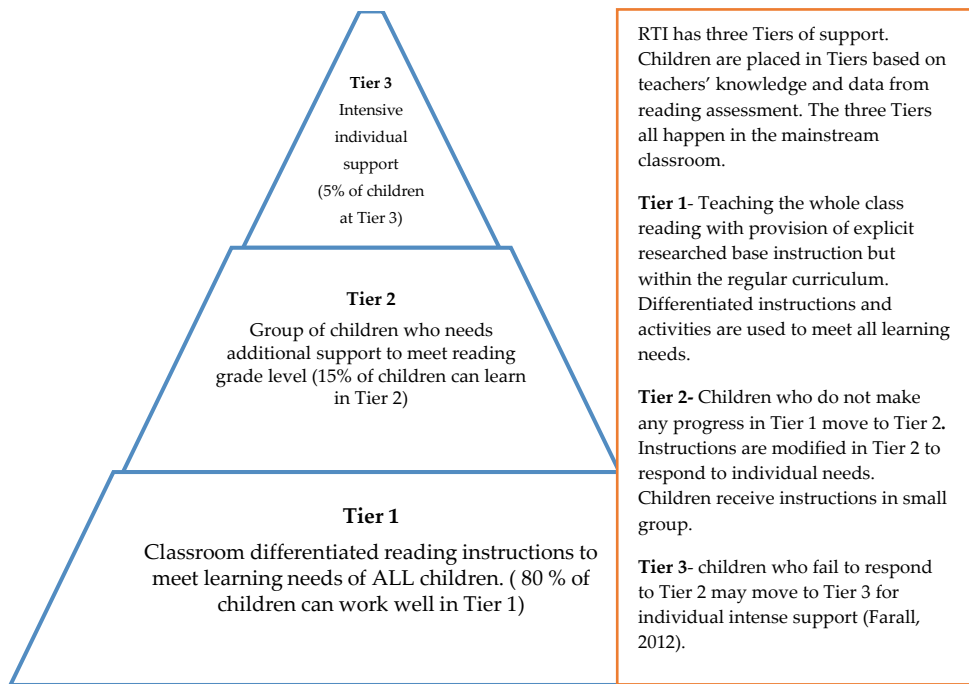 Tier 3
Intensive
individual
support
(5% of children
at Tier 3)
Tier 2
Group of children who needs
additional support to meet reading
grade level (15% of children can learn
in Tier 2)
Tier 1
Classroom differentiated reading instructions to
meet learning needs of ALL children. ( 80 % of
children can work well in Tier 1)
RTI has three Tiers of support.
Children are placed in Tiers based on
teachers’ knowledge and data from
reading assessment. The three Tiers
all happen in the mainstream
classroom.
Tier 1- Teaching the whole class
reading with provision of explicit
researched base instruction but
within the regular curriculum.
Differentiated instructions and
activities are used to meet all learning
needs.
Tier 2- Children who do not make
any progress in Tier 1 move to Tier 2.
Instructions are modified in Tier 2 to
respond to individual needs.
Children receive instructions in small
group.
Tier 3- children who fail to respond
to Tier 2 may move to Tier 3 for
individual intense support (Farall,
2012).